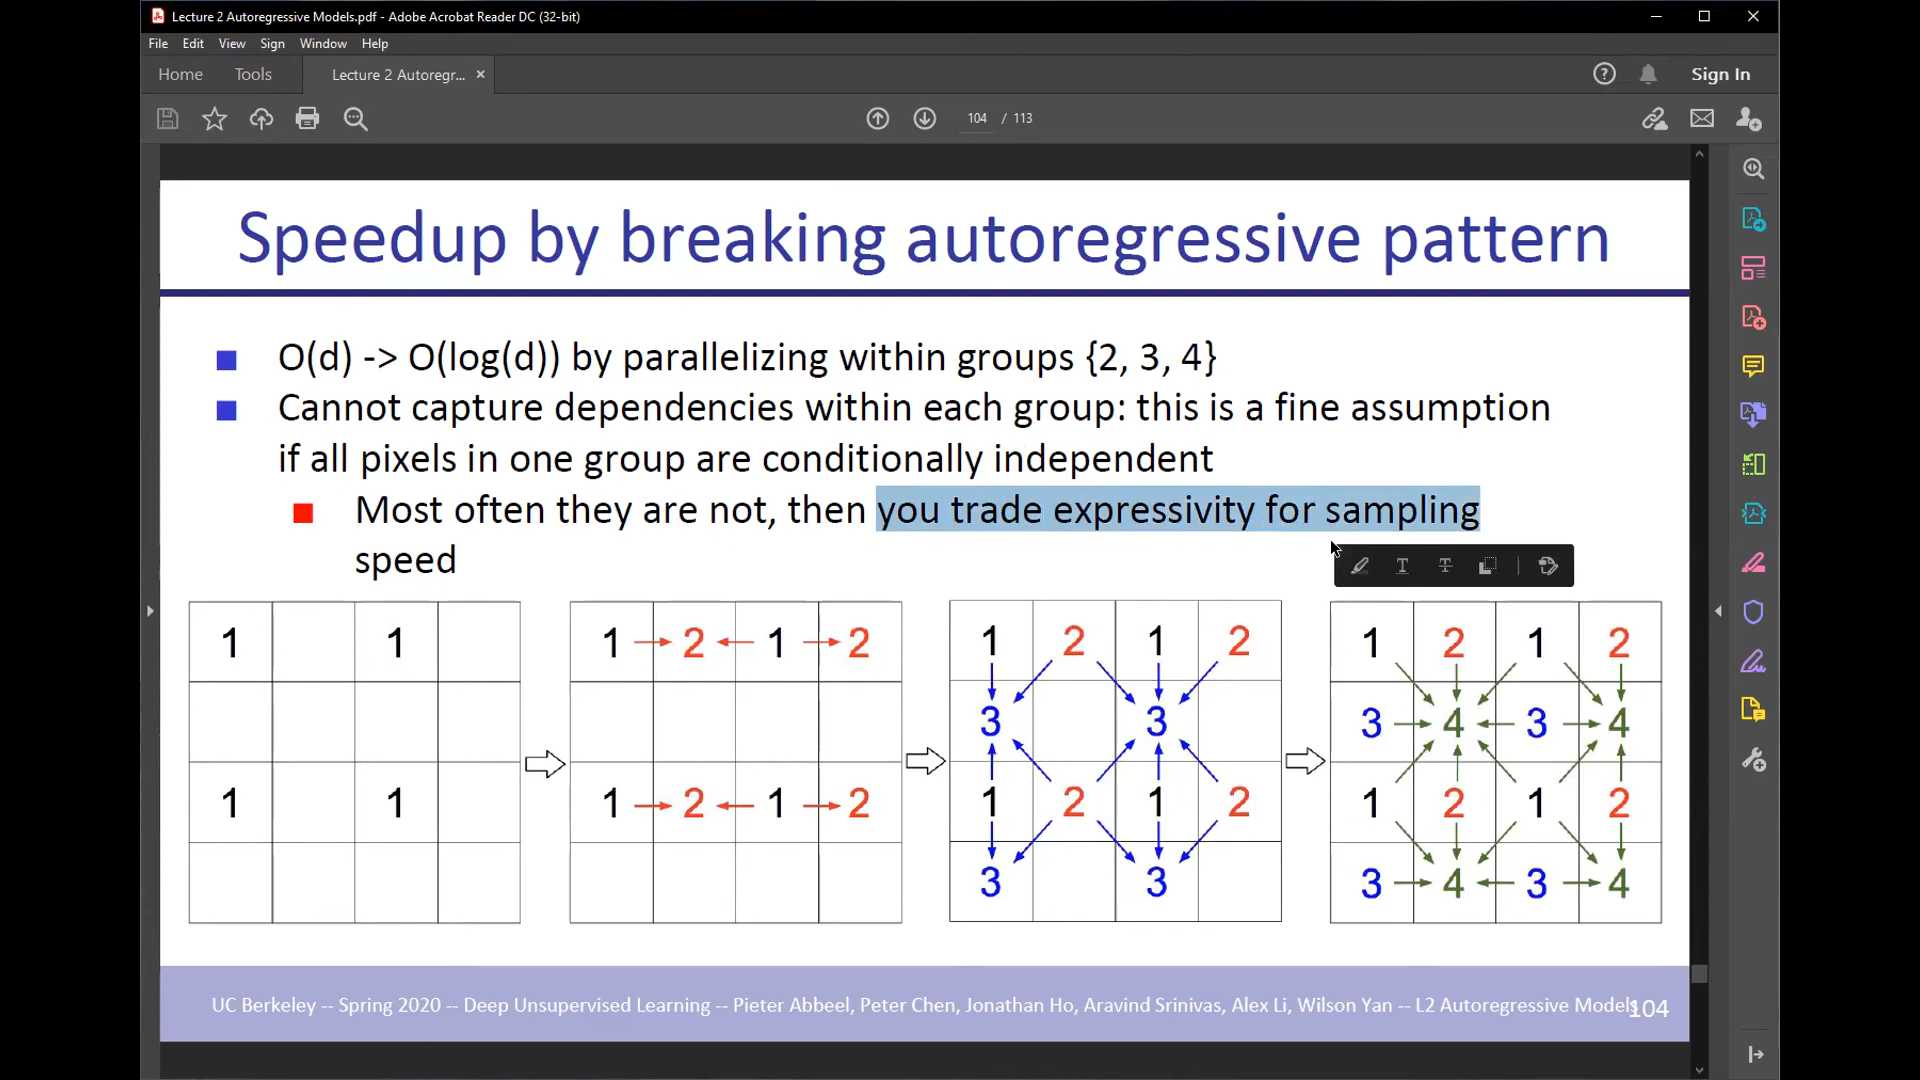 Lecture 2 Autoregressive Models.pdf - Adobe Acrobat Reader DC (32-bit)
File Edit View Sign Window Help
Home Tools Lecture 2 Autoregr... × Sign In
104 / 113
Speedup by breaking autoregressive pattern
O(d) -> O(log(d)) by parallelizing within groups {2, 3, 4}
Cannot capture dependencies within each group: this is a fine assumption
if all pixels in one group are conditionally independent
Most often they are not, then you trade expressivity for sampling
speed
1 1 1 2 1 2 1 2 1 2 1 2 1 2
3 3 3 4 3 4
1 1 1 2 1 2 1 2 1 2 1 2 1 2
3 3 3 4 3 4
UC Berkeley -- Spring 2020 -- Deep Unsupervised Learning -- Pieter Abbeel, Peter Chen, Jonathan Ho, Aravind Srinivas, Alex Li, Wilson Yan -- L2 Autoregressive Models 104